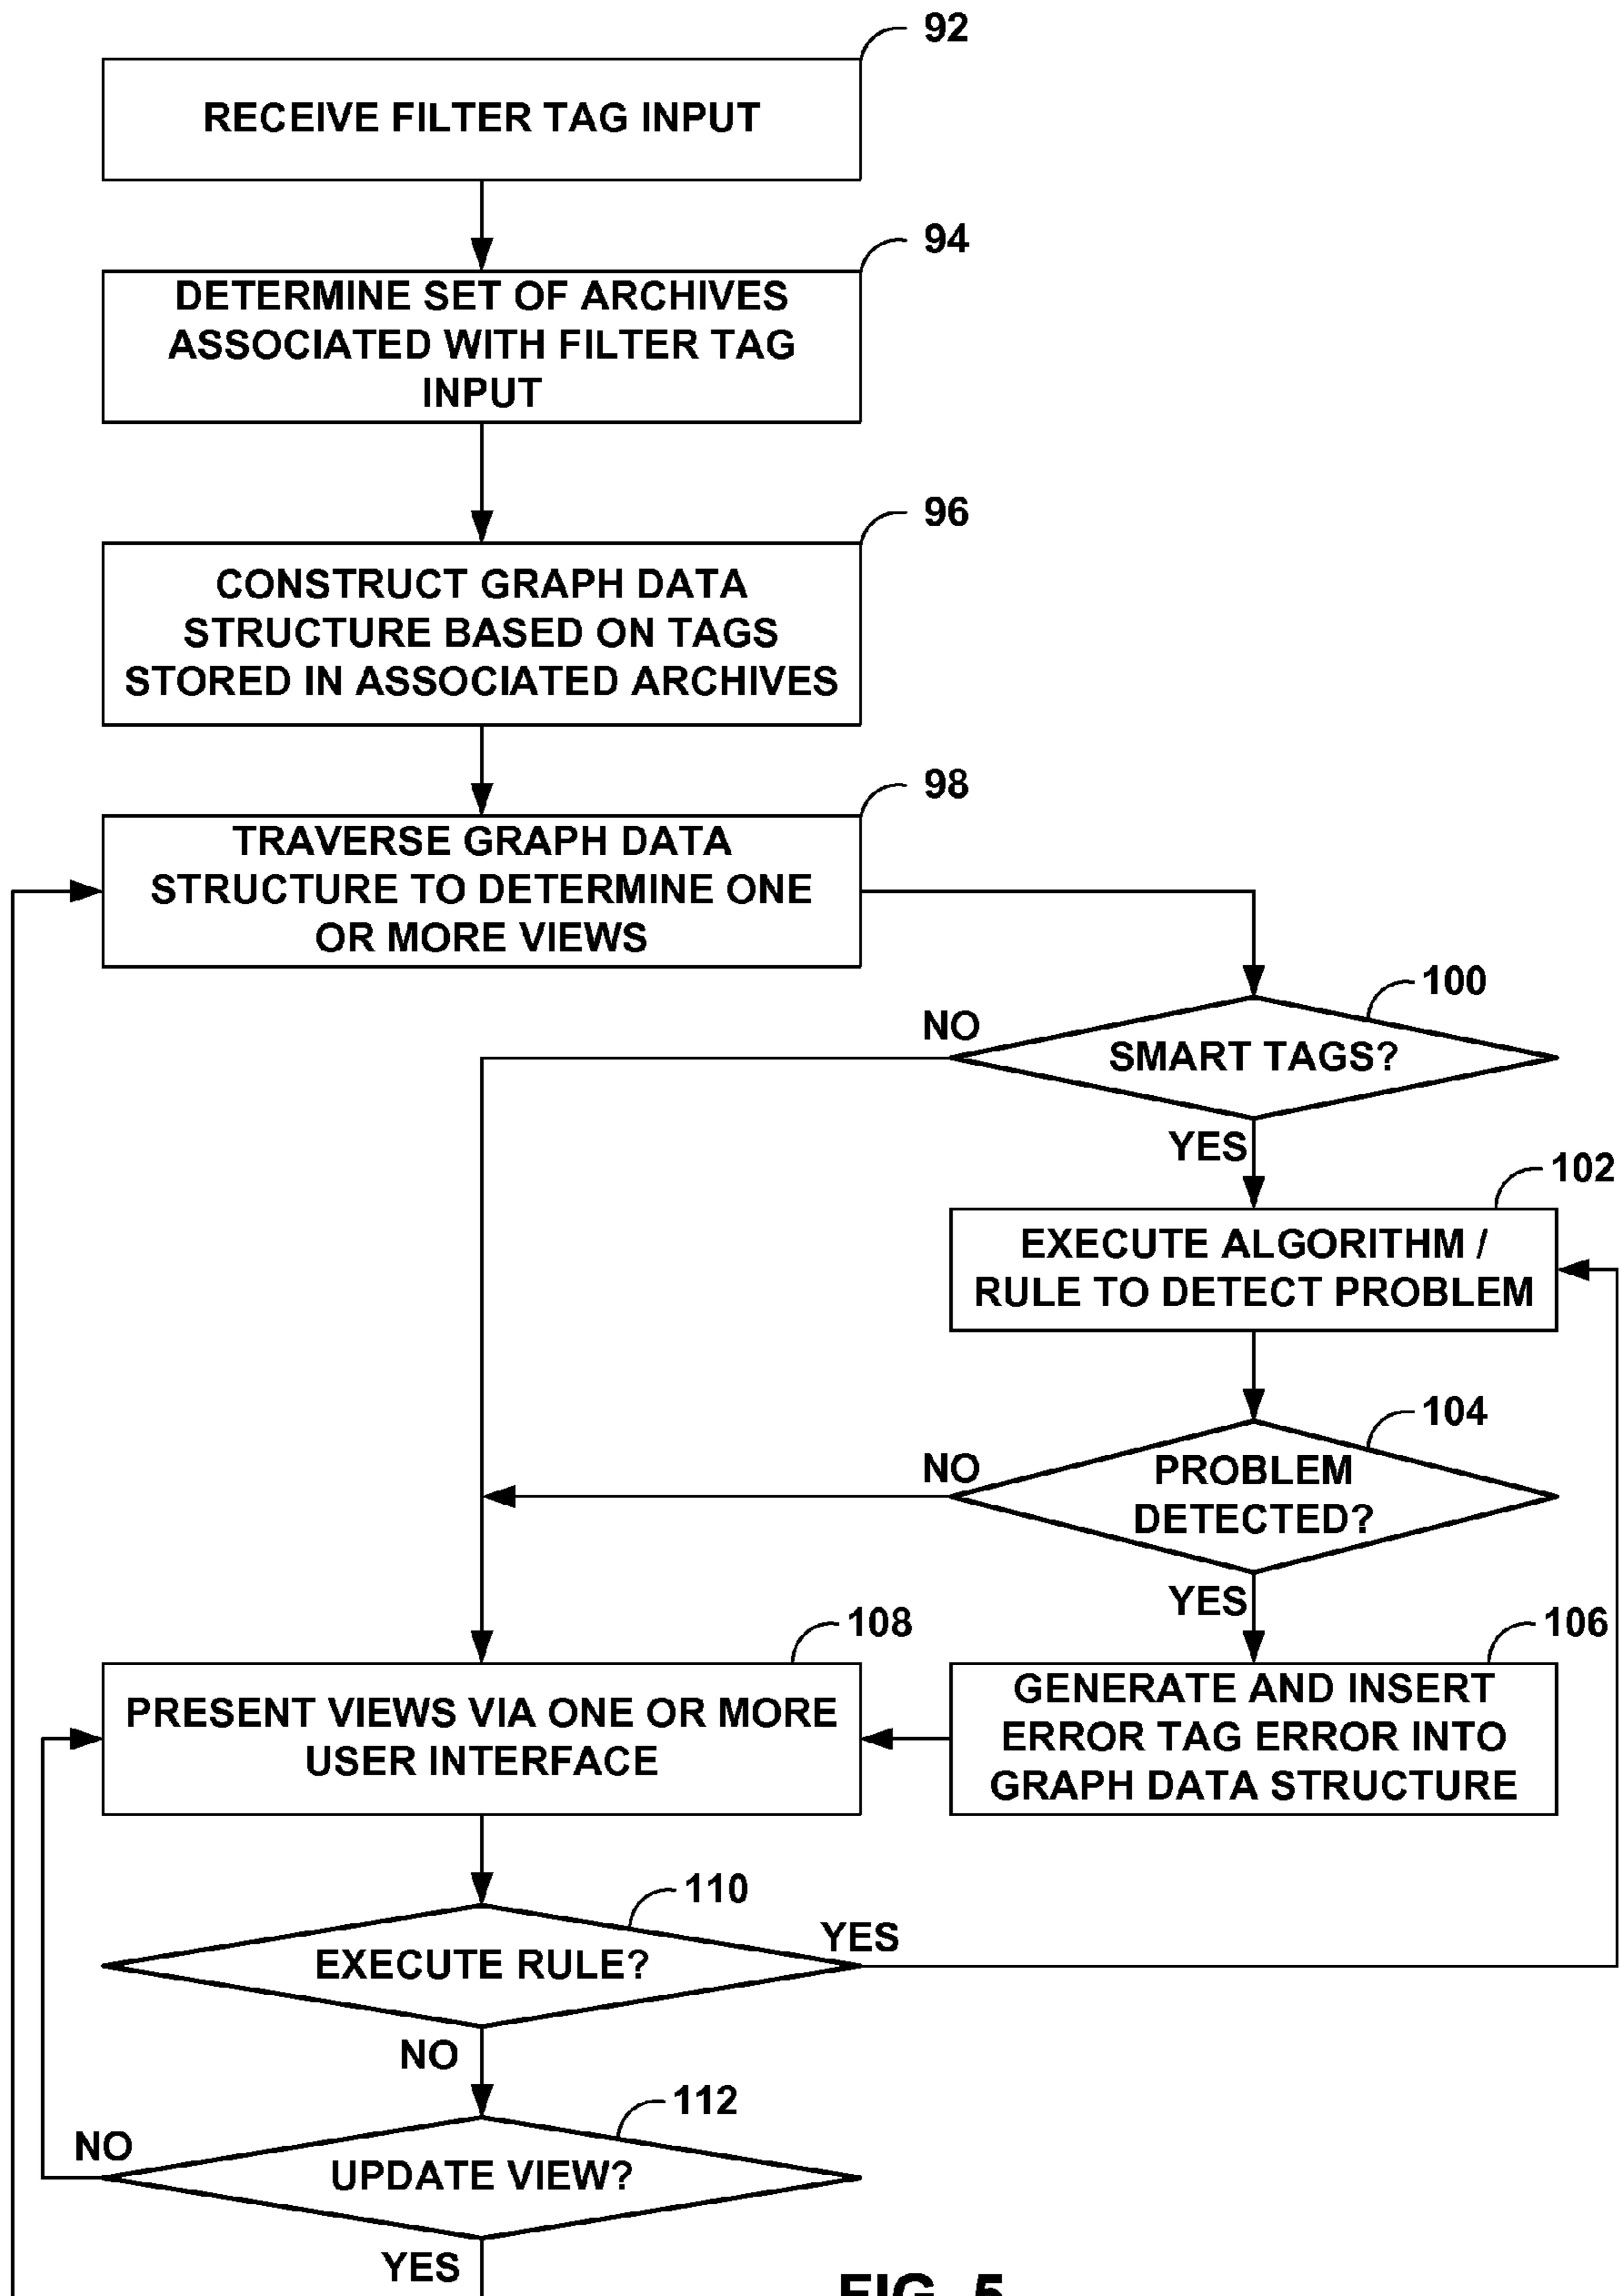 92
RECEIVE FILTER TAG INPUT
94
DETERMINE SET OF ARCHIVES
ASSOCIATED WITH FILTER TAG
INPUT
96
CONSTRUCT GRAPH DATA
STRUCTURE BASED ON TAGS
STORED IN ASSOCIATED ARCHIVES
98
TRAVERSE GRAPH DATA
STRUCTURE TO DETERMINE ONE
OR MORE VIEWS
100
NO
SMART TAGS?
YES
102
EXECUTE ALGORITHM /
RULE TO DETECT PROBLEM
104
NO
PROBLEM
DETECTED?
YES
106
GENERATE AND INSERT
ERROR TAG ERROR INTO
GRAPH DATA STRUCTURE
108
PRESENT VIEWS VIA ONE OR MORE
USER INTERFACE
110
EXECUTE RULE?
YES
NO
112
NO
UPDATE VIEW?
YES
FIG. 5